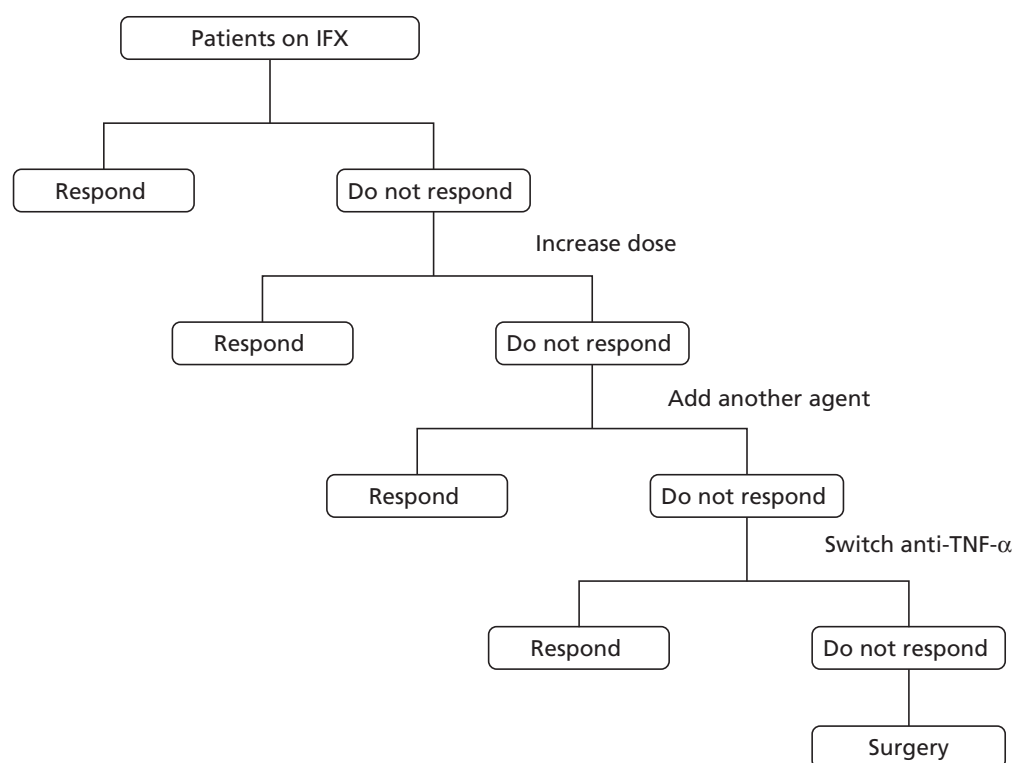 Patients on IFX
Respond
Do not respond
Increase dose
Respond
Do not respond
Add another agent
Respond
Do not respond
Switch anti-TNF-α
Respond
Do not respond
Surgery